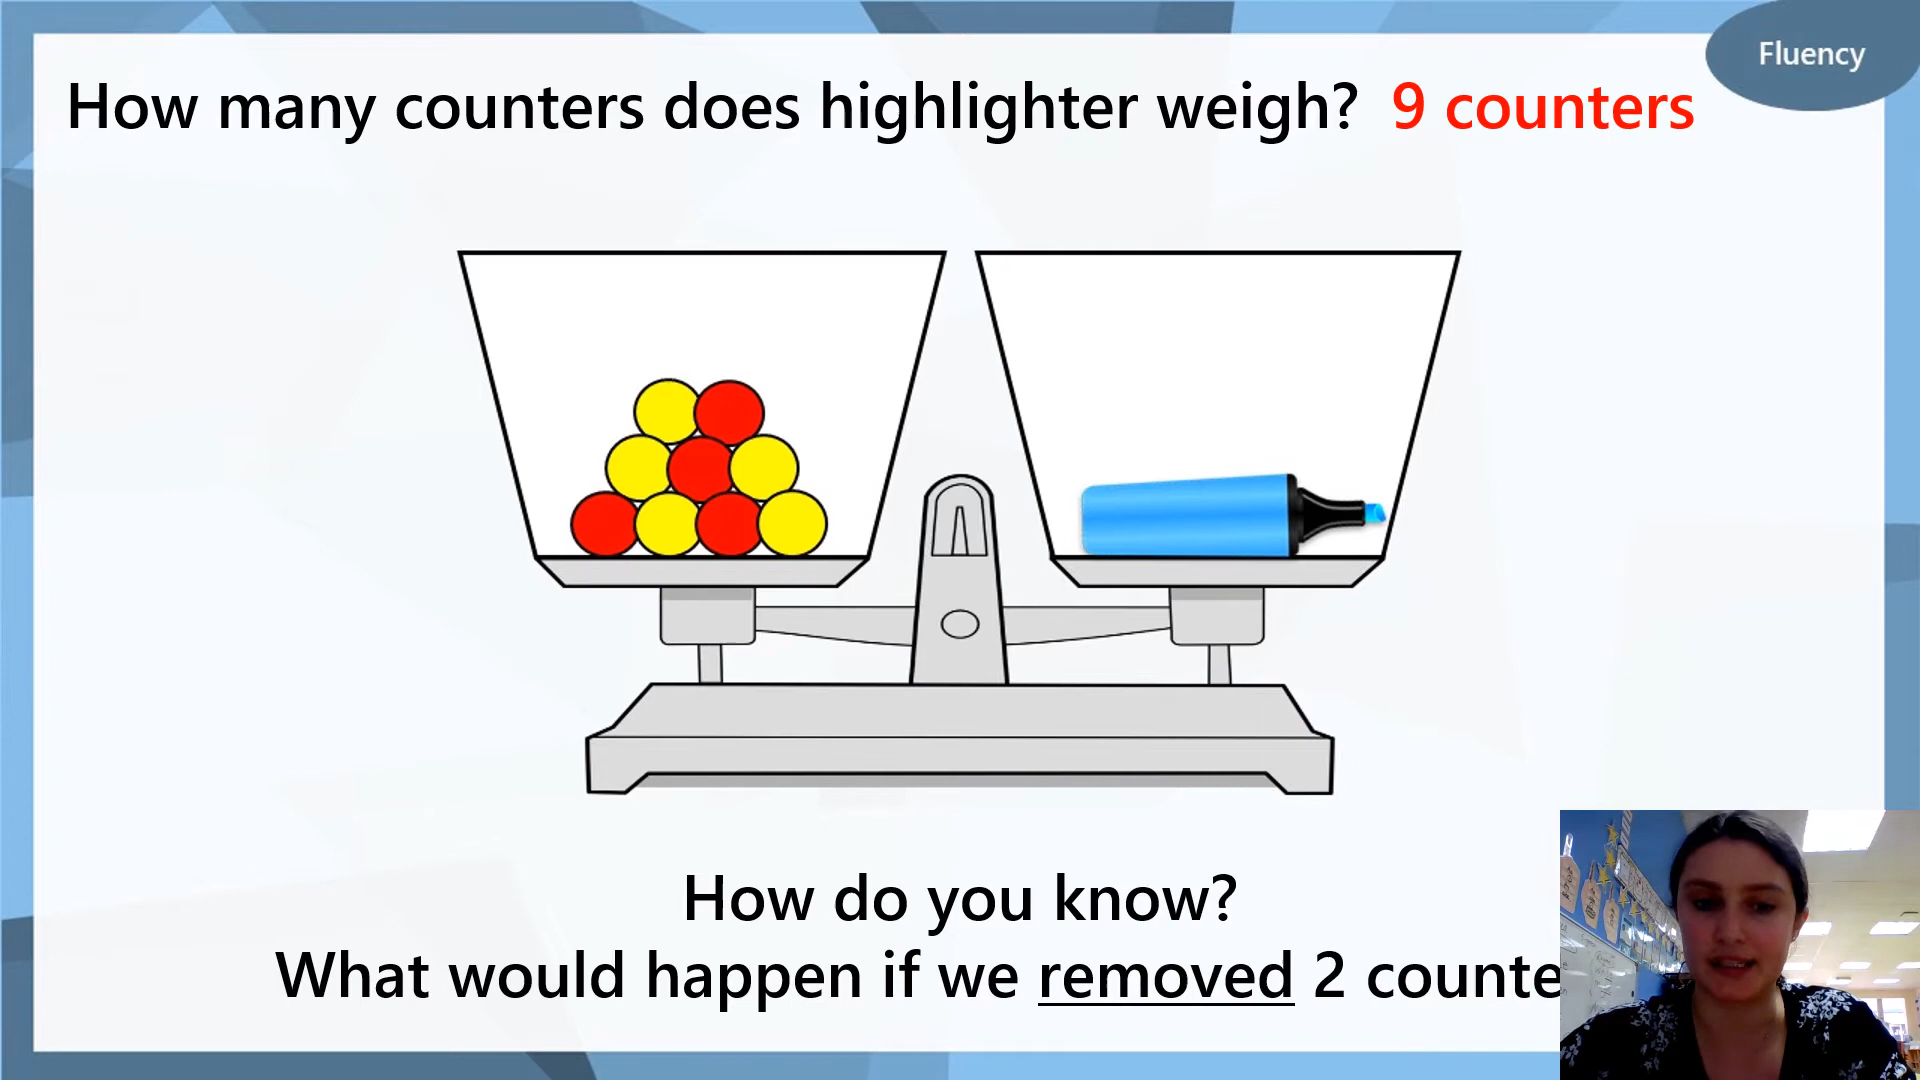 Fluency
How many counters does highlighter weigh? 9 counters
How do you know?
What would happen if we removed 2 counte